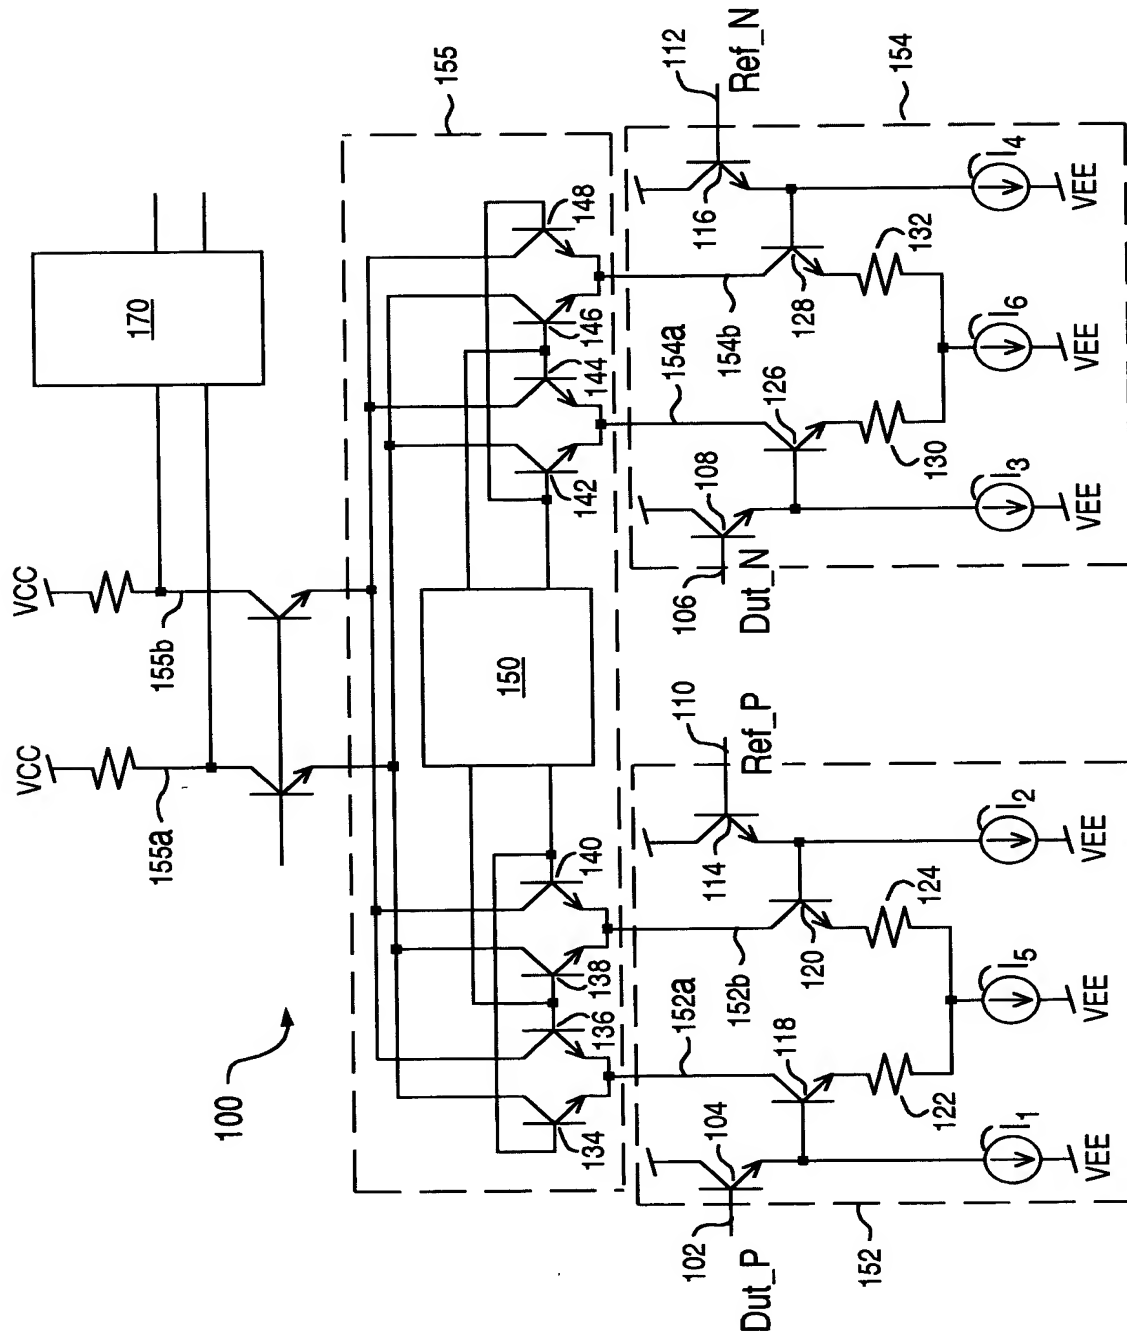 100
VCC
VCC
155a
155b
170
155
134
136
138
140
150
142
144
146
148
152a
152b
154a
154b
Dut_P
102
104
114
110
Ref_P
106
Dut_N
108
116
112
Ref_N
118
120
126
128
122
124
130
132
I1
I5
I2
I3
I6
I4
VEE
VEE
VEE
VEE
VEE
VEE
152
154